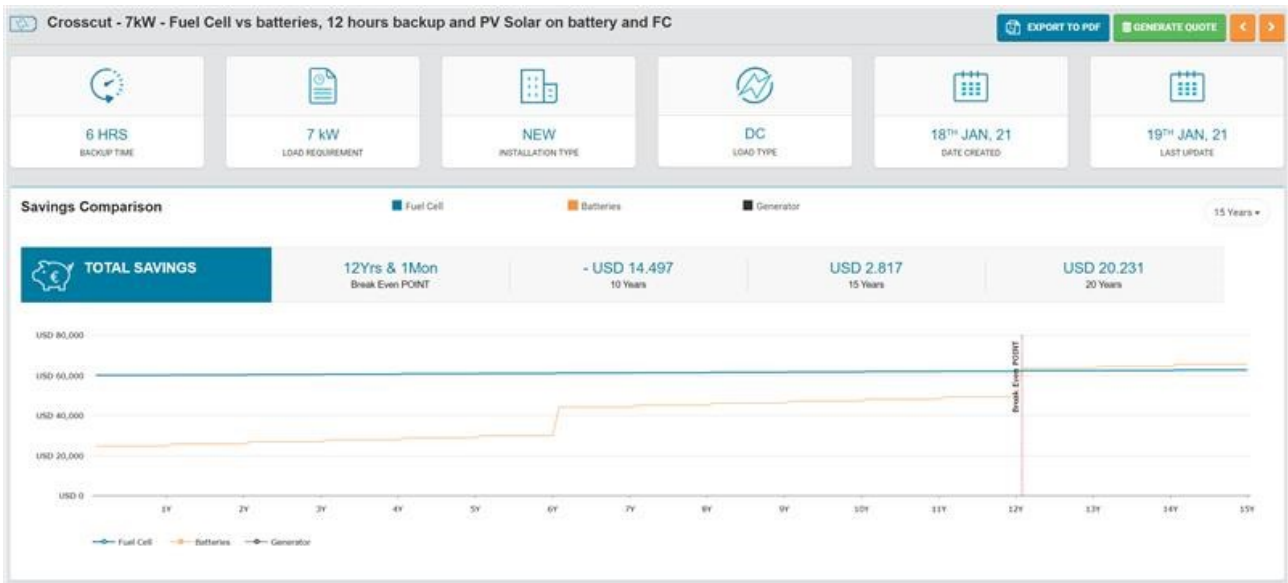 Crosscut - 7kW - Fuel Cell vs batteries, 12 hours backup and PV Solar on battery and FC
EXPORT TO PDF
GENERATE QUOTE
< >
6 HRS
BACKUP TIME
7 kW
LOAD REQUIREMENT
NEW
INSTALLATION TYPE
DC
LOAD TYPE
18TH JAN, 21
DATE CREATED
19TH JAN, 21
LAST UPDATE
Savings Comparison
Fuel Cell
Batteries
Generator
15 Years
€
TOTAL SAVINGS
12Yrs & 1Mon
Break Even POINT
- USD 14.497
10 Years
USD 2.817
15 Years
USD 20.231
20 Years
USD 80,000
USD 60,000
USD 40,000
USD 20,000
USD 0
Break Even POINT
1Y 2Y 3Y 4Y 5Y 6Y 7Y 8Y 9Y 10Y 11Y 12Y 13Y 14Y 15Y
Fuel Cell Batteries Generator